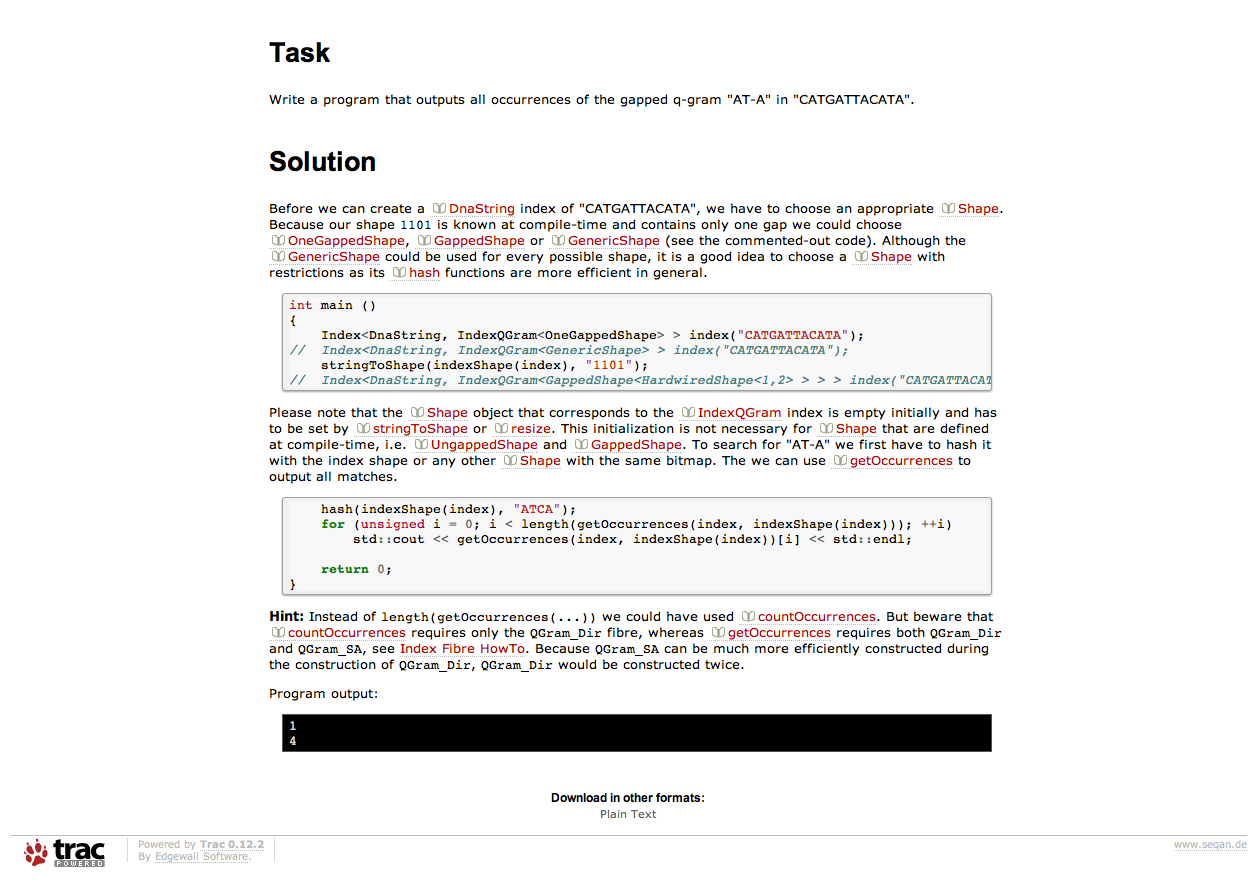 Task
Write a program that outputs all occurrences of the gapped q-gram "AT-A" in "CATGATTACATA".
Solution
Before we can create a DnaString index of "CATGATTACATA", we have to choose an appropriate Shape.
Because our shape 1101 is known at compile-time and contains only one gap we could choose
OneGappedShape, GappedShape or GenericShape (see the commented-out code). Although the
GenericShape could be used for every possible shape, it is a good idea to choose a Shape with
restrictions as its hash functions are more efficient in general.
int main ()
{
    Index<DnaString, IndexQGram<OneGappedShape> > index("CATGATTACATA");
//  Index<DnaString, IndexQGram<GenericShape> > index("CATGATTACATA");
    stringToShape(indexShape(index), "1101");
//  Index<DnaString, IndexQGram<GappedShape<HardwiredShape<1,2> > > > index("CATGATTACAT
Please note that the Shape object that corresponds to the IndexQGram index is empty initially and has
to be set by stringToShape or resize. This initialization is not necessary for Shape that are defined
at compile-time, i.e. UngappedShape and GappedShape. To search for "AT-A" we first have to hash it
with the index shape or any other Shape with the same bitmap. The we can use getOccurrences to
output all matches.
    hash(indexShape(index), "ATCA");
    for (unsigned i = 0; i < length(getOccurrences(index, indexShape(index))); ++i)
        std::cout << getOccurrences(index, indexShape(index))[i] << std::endl;
    return 0;
}
Hint: Instead of length(getOccurrences(...)) we could have used countOccurrences. But beware that
countOccurrences requires only the QGram_Dir fibre, whereas getOccurrences requires both QGram_Dir
and QGram_SA, see Index Fibre HowTo. Because QGram_SA can be much more efficiently constructed during
the construction of QGram_Dir, QGram_Dir would be constructed twice.
Program output:
1
4
Download in other formats:
Plain Text
trac POWERED
Powered by Trac 0.12.2
By Edgewall Software.
www.seqan.de